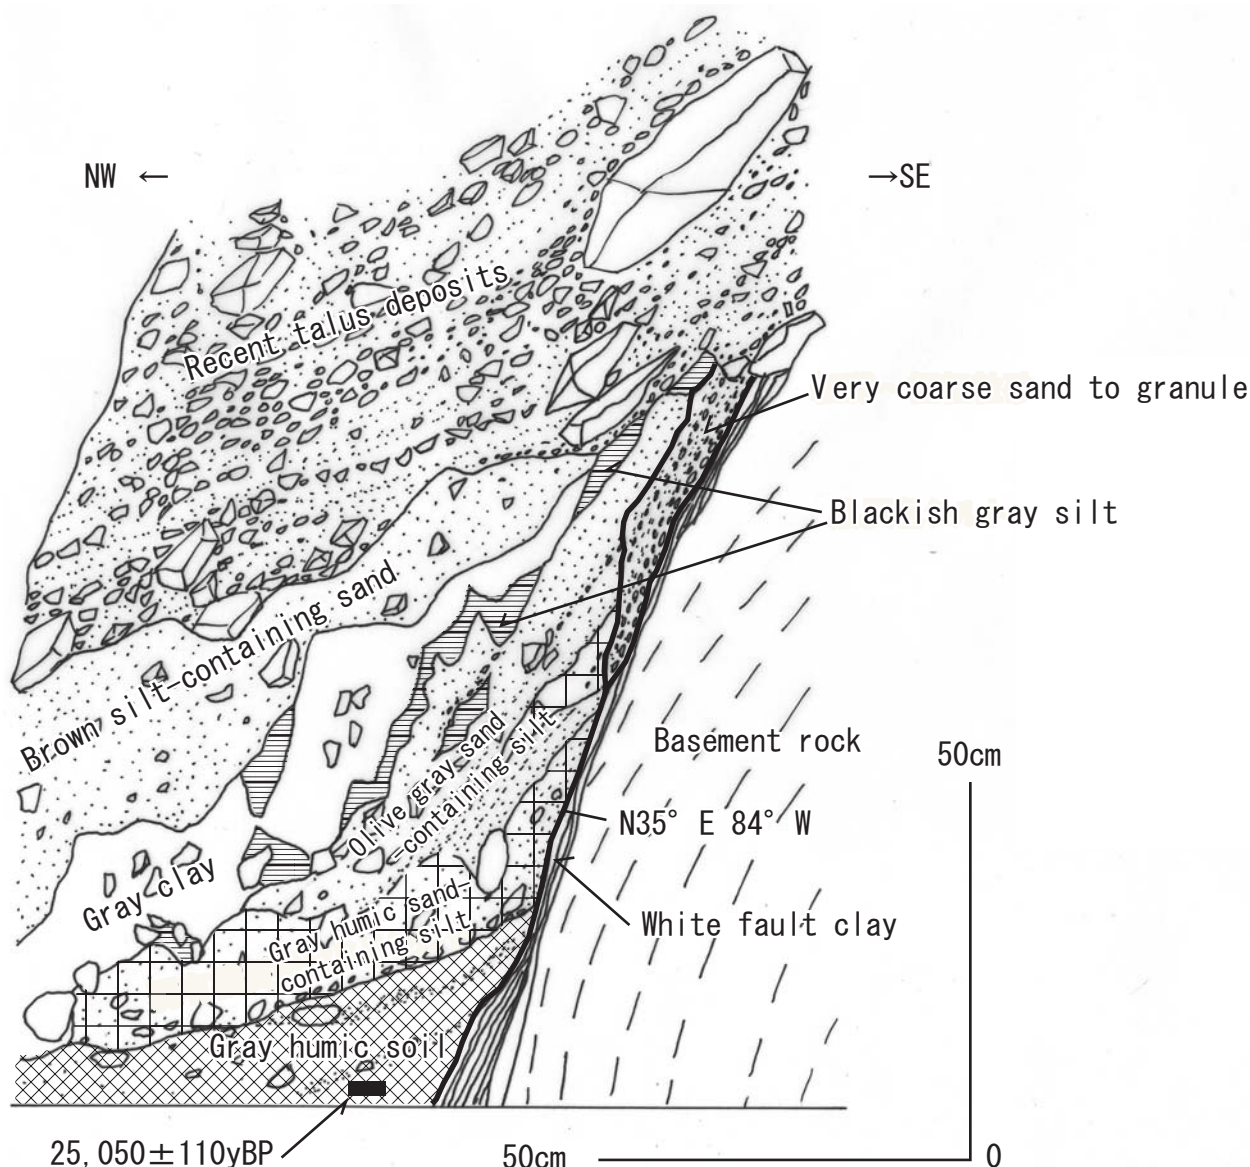 NW ←
→SE
Recent talus deposits
Very coarse sand to granule
Blackish gray silt
Brown silt-containing sand
Olive gray sand
-containing silt
Basement rock
50cm
N35° E 84° W
Gray clay
White fault clay
Gray humic sand-
containing silt
Gray humic soil
25,050±110yBP
50cm
0